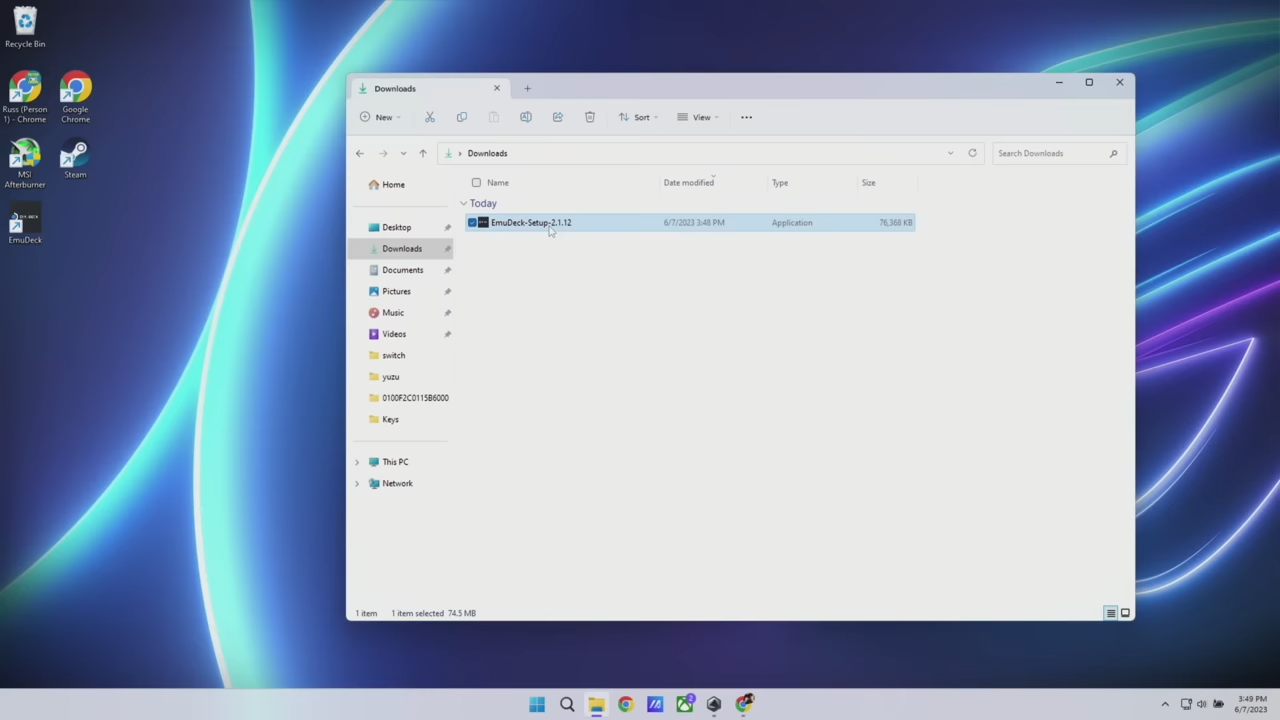 Recycle Bin
Russ (Person
1) - Chrome
Google
Chrome
MSI
Afterburner
Steam
EmuDeck
Downloads
New
Sort
View
Downloads
Search Downloads
Home
Desktop
Downloads
Documents
Pictures
Music
Videos
switch
yuzu
0100F2C0115B6000
Keys
This PC
Network
Name
Date modified
Type
Size
Today
EmuDeck-Setup-2.1.12
6/7/2023 3:48 PM
Application
76,368 KB
1 item
1 item selected 74.5 MB
2
3:49 PM
6/7/2023